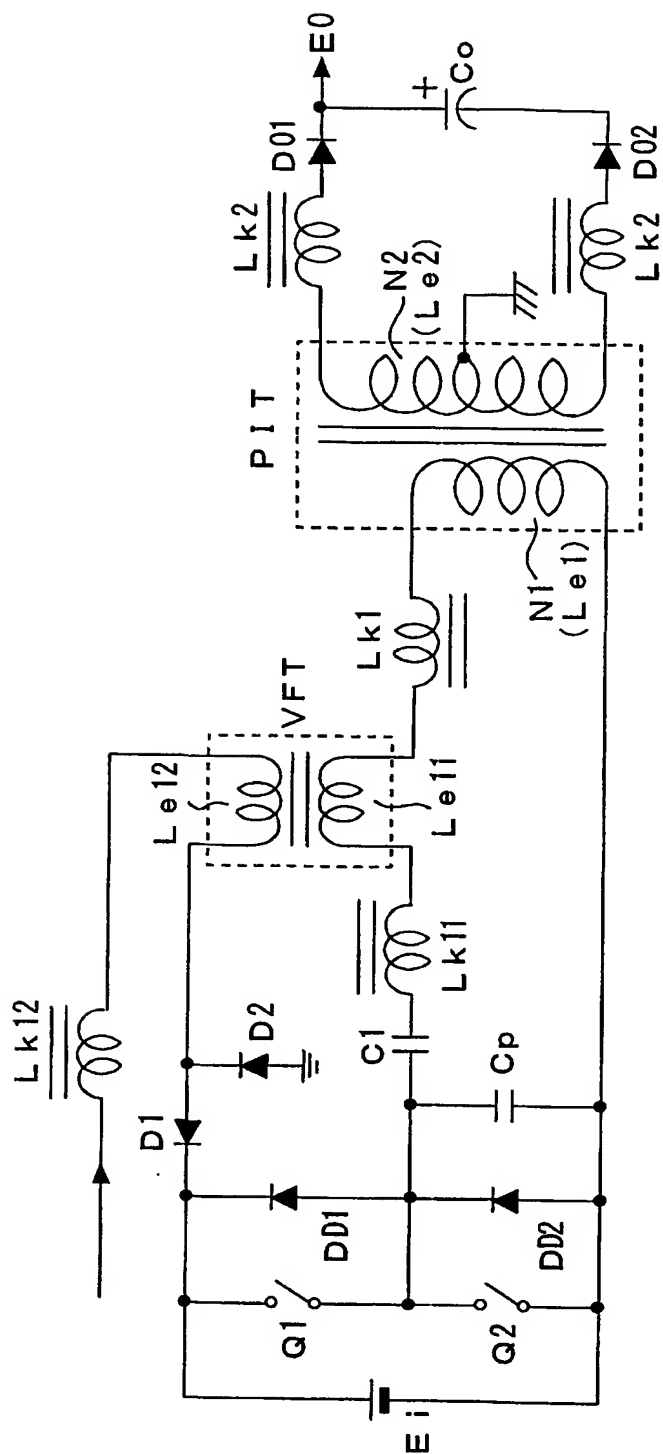 Lk12
Le12
VFT
Le11
D1
D2
Lk11
Lk1
C1
Cp
Q1
DD1
Q2
DD2
Ei
PIT
N1
(Le1)
N2
(Le2)
Lk2
D01
E0
+
Co
Lk2
D02